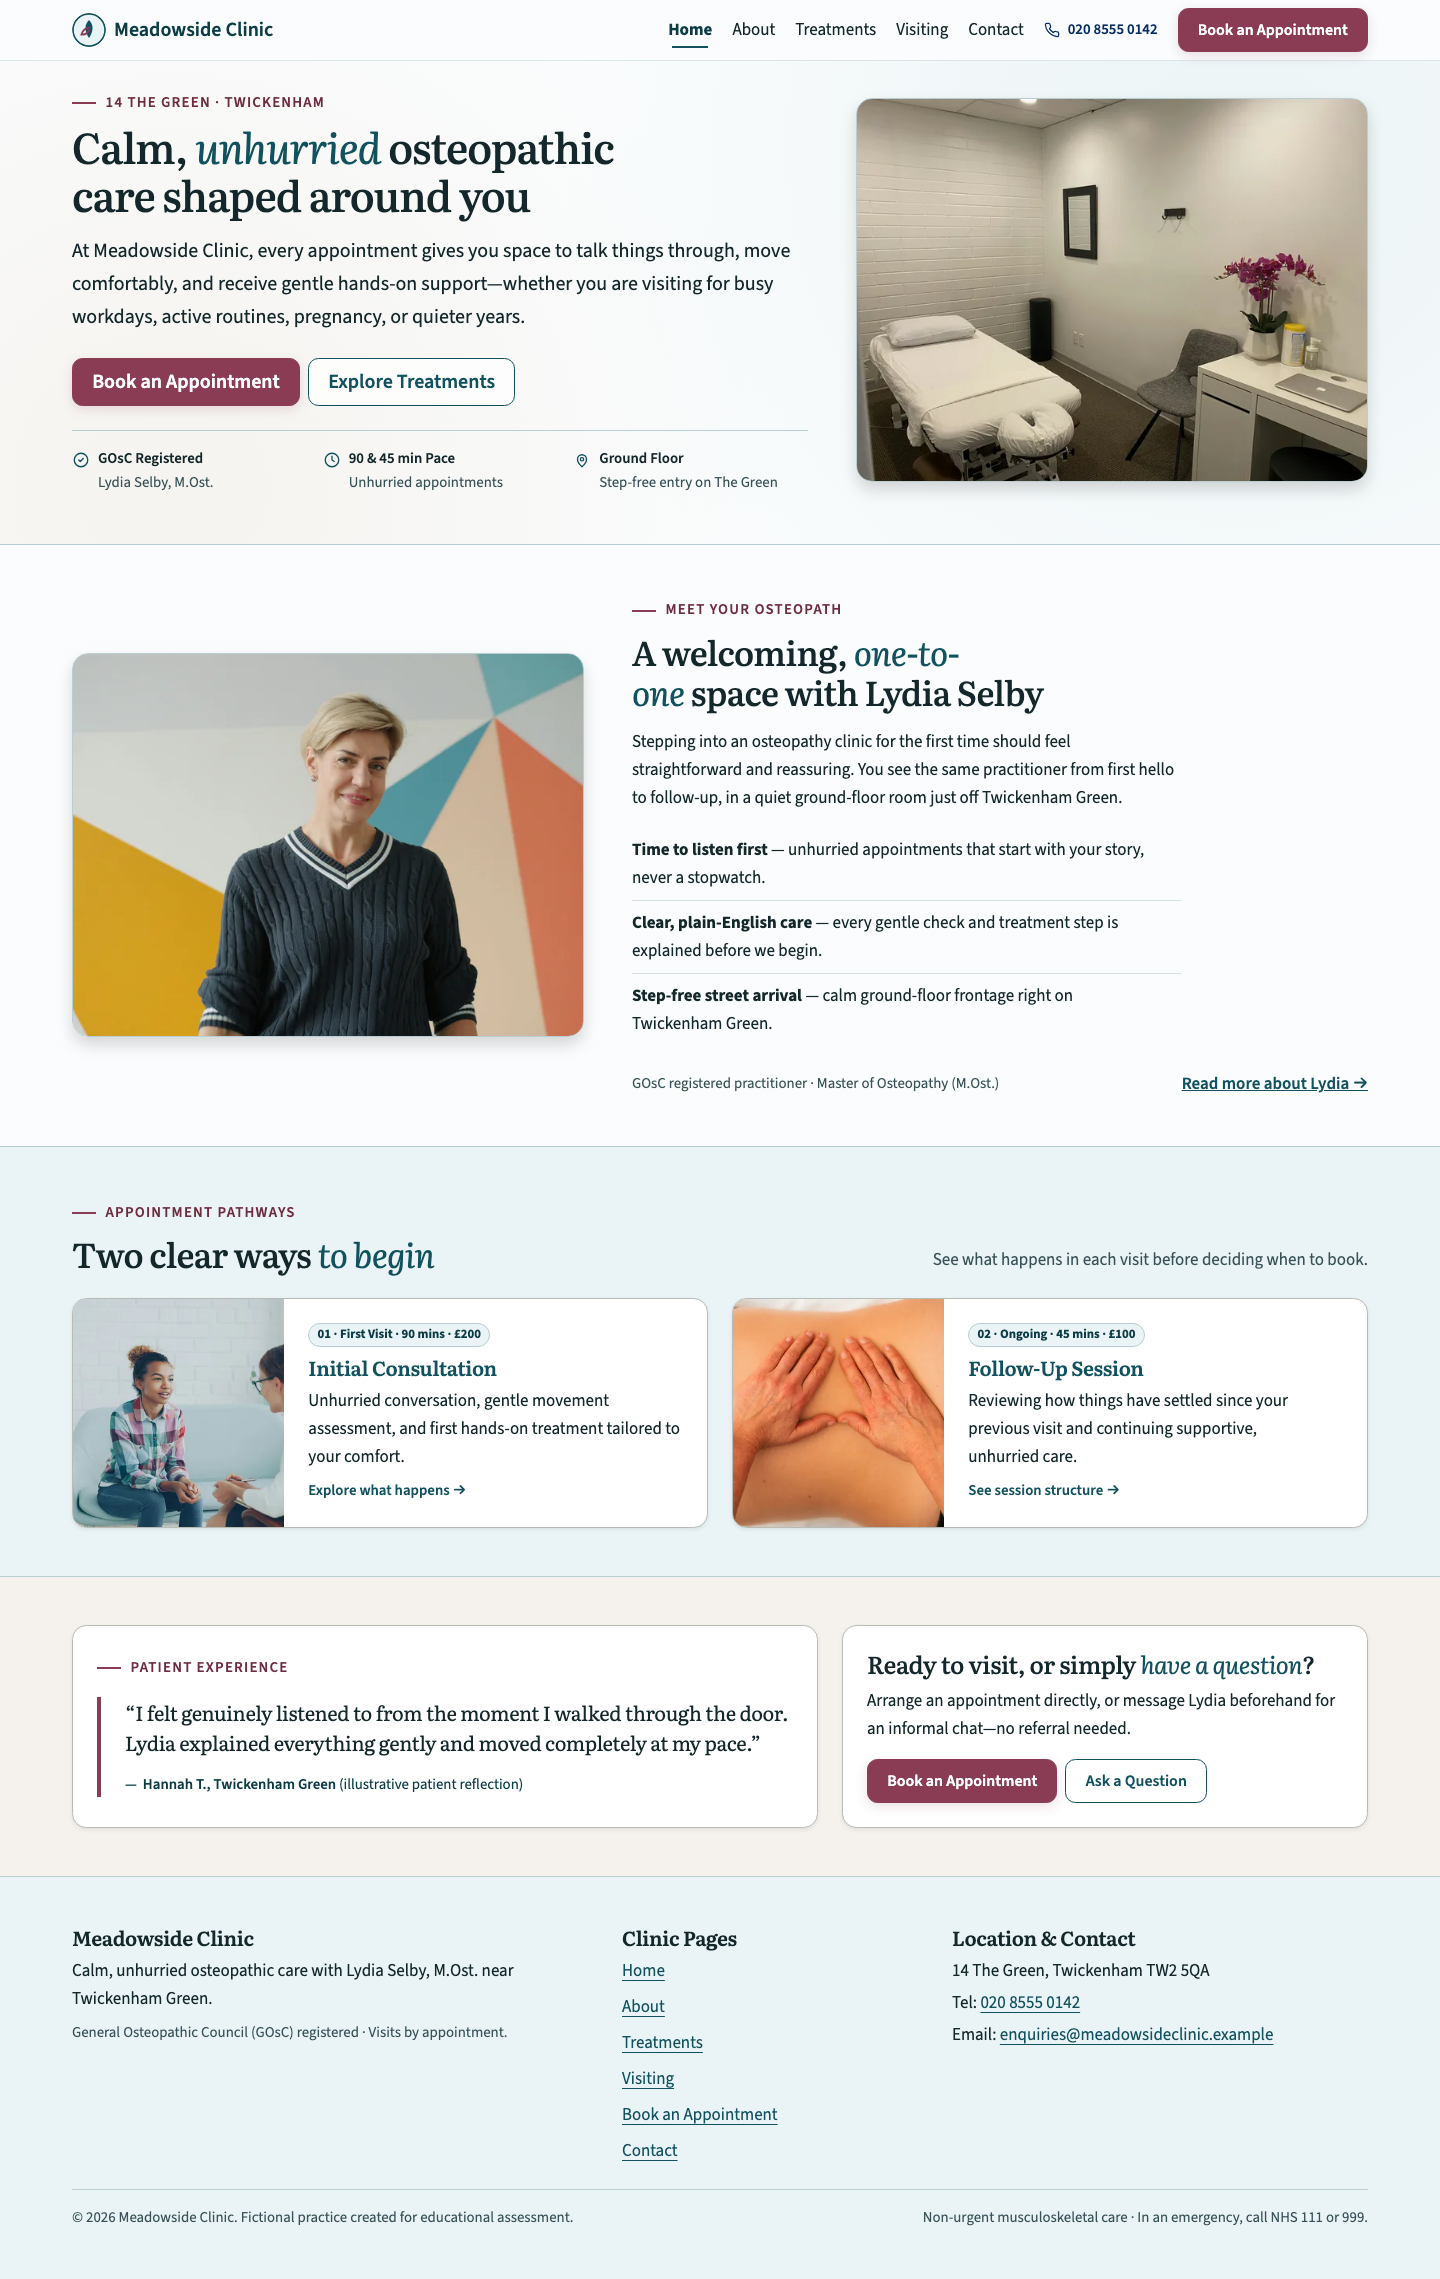 Meadowside Clinic
Home
About
Treatments
Visiting
Contact
020 8555 0142
Book an Appointment
14 THE GREEN · TWICKENHAM
Calm, unhurried osteopathic
care shaped around you
At Meadowside Clinic, every appointment gives you space to talk things through, move
comfortably, and receive gentle hands-on support—whether you are visiting for busy
workdays, active routines, pregnancy, or quieter years.
Book an Appointment
Explore Treatments
GOsC Registered
Lydia Selby, M.Ost.
90 & 45 min Pace
Unhurried appointments
Ground Floor
Step-free entry on The Green
MEET YOUR OSTEOPATH
A welcoming, one-to-
one space with Lydia Selby
Stepping into an osteopathy clinic for the first time should feel
straightforward and reassuring. You see the same practitioner from first hello
to follow-up, in a quiet ground-floor room just off Twickenham Green.
Time to listen first — unhurried appointments that start with your story,
never a stopwatch.
Clear, plain-English care — every gentle check and treatment step is
explained before we begin.
Step-free street arrival — calm ground-floor frontage right on
Twickenham Green.
GOsC registered practitioner · Master of Osteopathy (M.Ost.)
Read more about Lydia →
APPOINTMENT PATHWAYS
Two clear ways to begin
See what happens in each visit before deciding when to book.
01 · First Visit · 90 mins · £200
Initial Consultation
Unhurried conversation, gentle movement
assessment, and first hands-on treatment tailored to
your comfort.
Explore what happens →
02 · Ongoing · 45 mins · £100
Follow-Up Session
Reviewing how things have settled since your
previous visit and continuing supportive,
unhurried care.
See session structure →
PATIENT EXPERIENCE
“I felt genuinely listened to from the moment I walked through the door.
Lydia explained everything gently and moved completely at my pace.”
— Hannah T., Twickenham Green (illustrative patient reflection)
Ready to visit, or simply have a question?
Arrange an appointment directly, or message Lydia beforehand for
an informal chat—no referral needed.
Book an Appointment
Ask a Question
Meadowside Clinic
Calm, unhurried osteopathic care with Lydia Selby, M.Ost. near
Twickenham Green.
General Osteopathic Council (GOsC) registered · Visits by appointment.
Clinic Pages
Home
About
Treatments
Visiting
Book an Appointment
Contact
Location & Contact
14 The Green, Twickenham TW2 5QA
Tel: 020 8555 0142
Email: enquiries@meadowsideclinic.example
© 2026 Meadowside Clinic. Fictional practice created for educational assessment.
Non-urgent musculoskeletal care · In an emergency, call NHS 111 or 999.